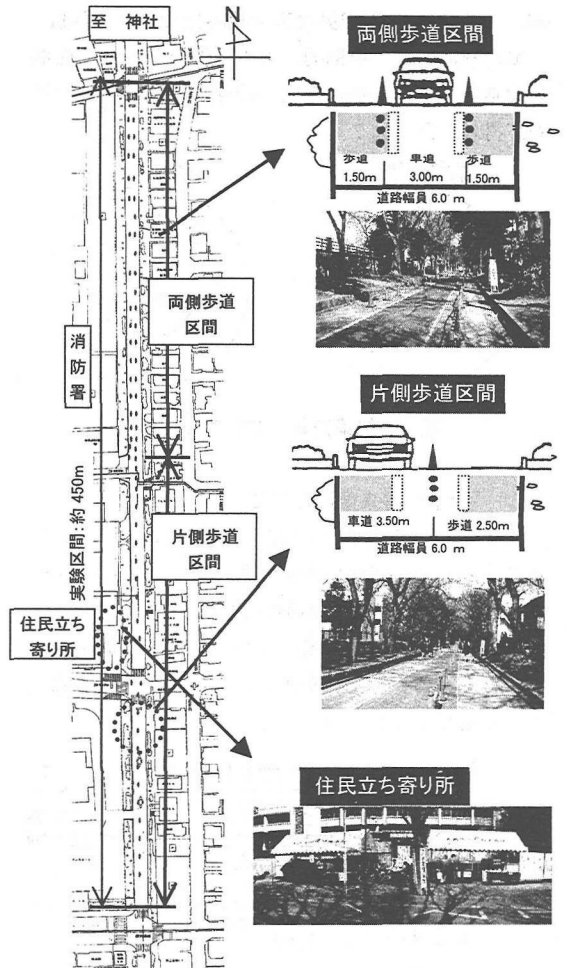 至 神社
N
両側歩道区間
歩道
1.50m
車道
3.00m
歩道
1.50m
道路幅員 6.0 m
両側歩道
区間
消防署
実験区間:約 450m
片側歩道区間
車道 3.50m
歩道 2.50m
道路幅員 6.0 m
片側歩道
区間
住民立ち
寄り所
住民立ち寄り所